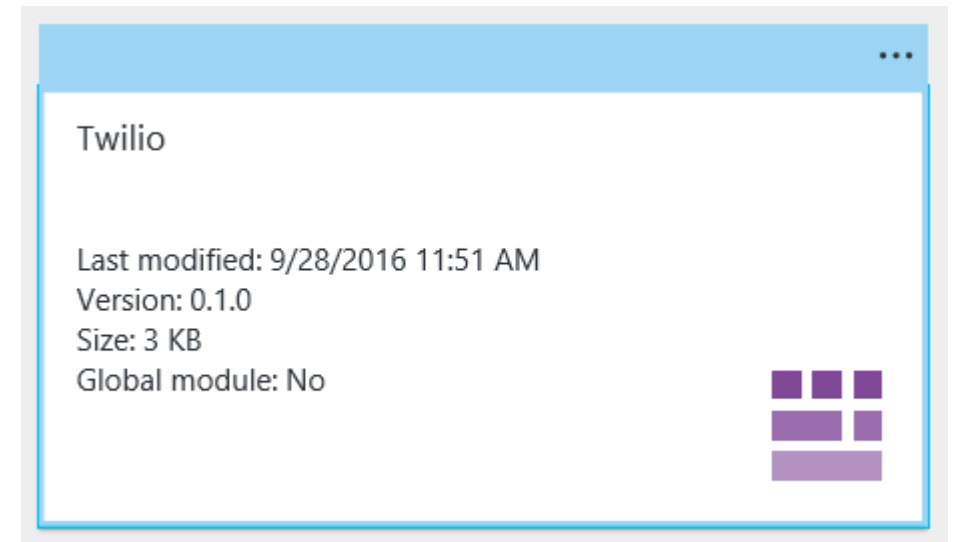 Twilio
Last modified: 9/28/2016 11:51 AM
Version: 0.1.0
Size: 3 KB
Global module: No